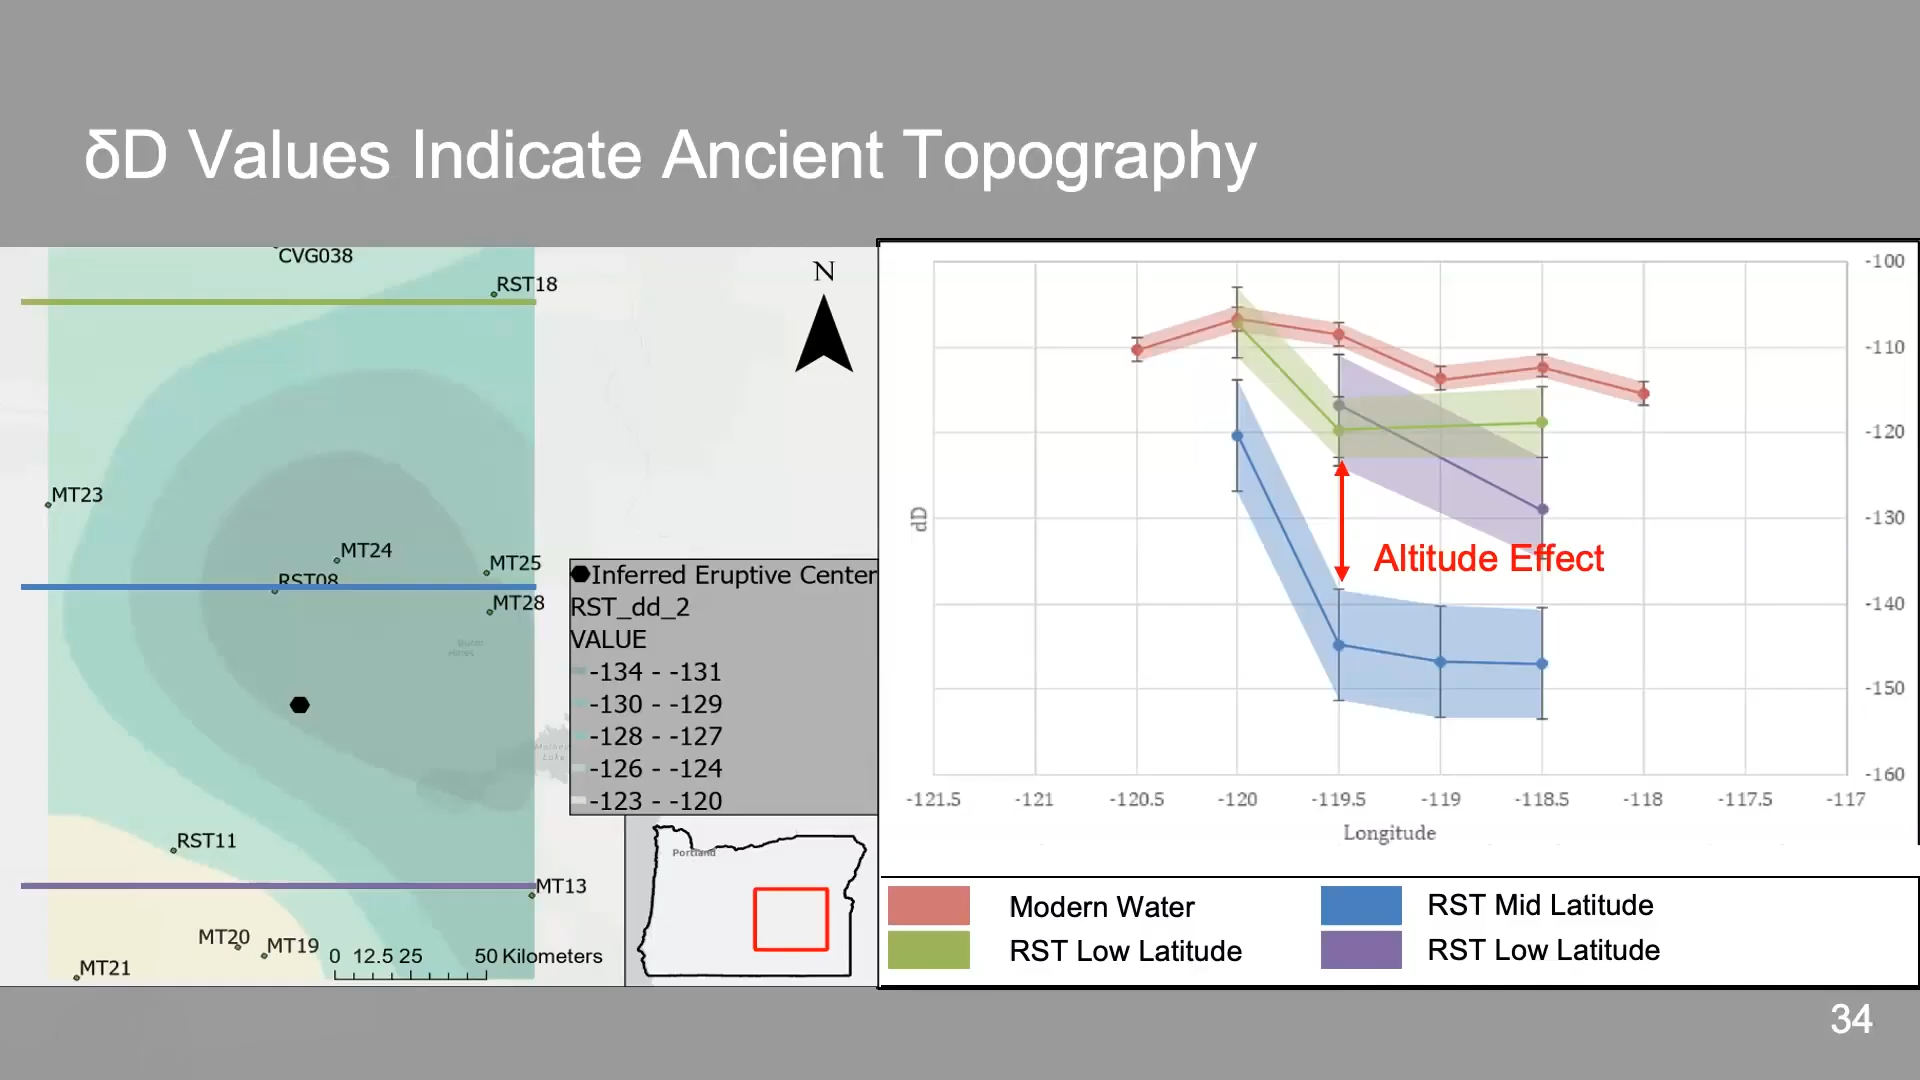 δD Values Indicate Ancient Topography
CVG038
RST18
MT23
MT24
RST08
MT25
MT28
Burns
Hines
Malheur
Lake
RST11
MT13
MT20
MT19
MT21
0 12.5 25 50 Kilometers
N
Inferred Eruptive Center
RST_dd_2
VALUE
-134 - -131
-130 - -129
-128 - -127
-126 - -124
-123 - -120
Portland
-100
-110
-120
-130
-140
-150
-160
dD
Altitude Effect
-121.5 -121 -120.5 -120 -119.5 -119 -118.5 -118 -117.5 -117
Longitude
Modern Water
RST Mid Latitude
RST Low Latitude
RST Low Latitude
34